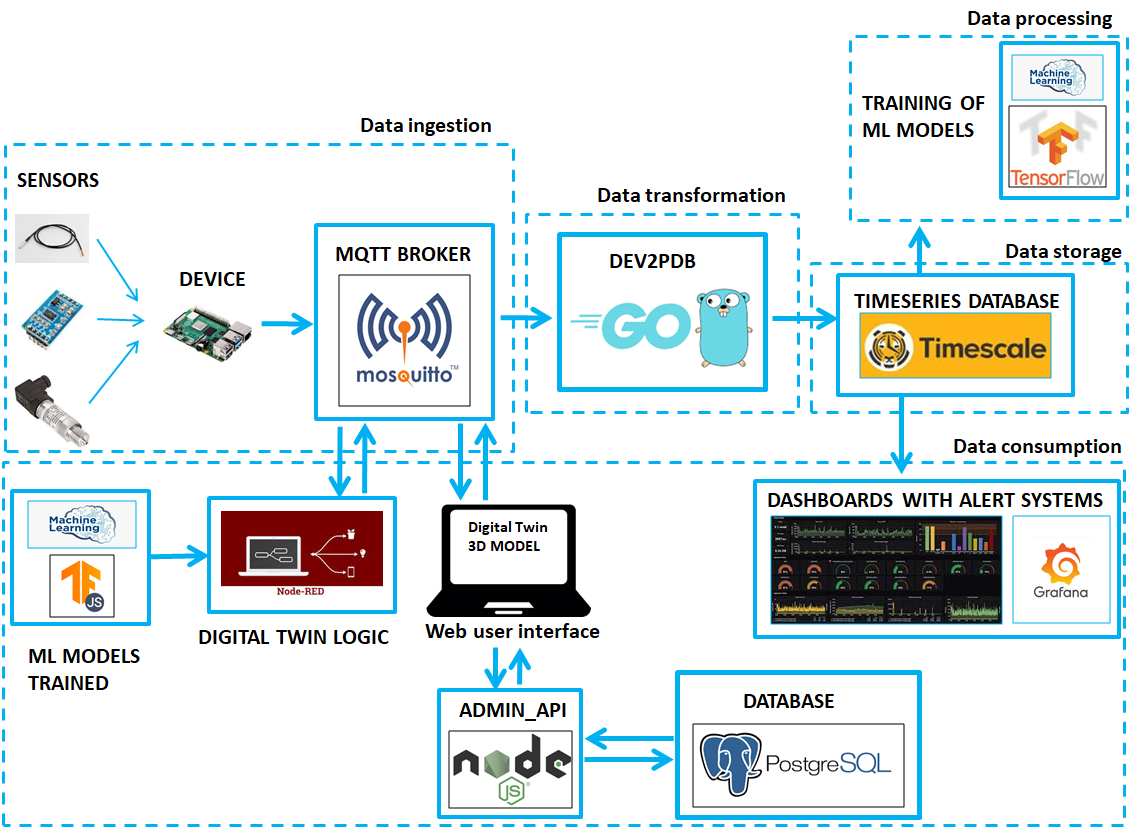 Data processing
Machine
Learning
TRAINING OF
ML MODELS
TensorFlow
Data ingestion
SENSORS
DEVICE
MQTT BROKER
mosquitto™
Data transformation
DEV2PDB
GO
Data storage
TIMESERIES DATABASE
Timescale
Data consumption
Machine
Learning
JS
ML MODELS
TRAINED
Node-RED
DIGITAL TWIN LOGIC
Digital Twin
3D MODEL
Web user interface
DASHBOARDS WITH ALERT SYSTEMS
Grafana
ADMIN_API
node
JS®
DATABASE
PostgreSQL